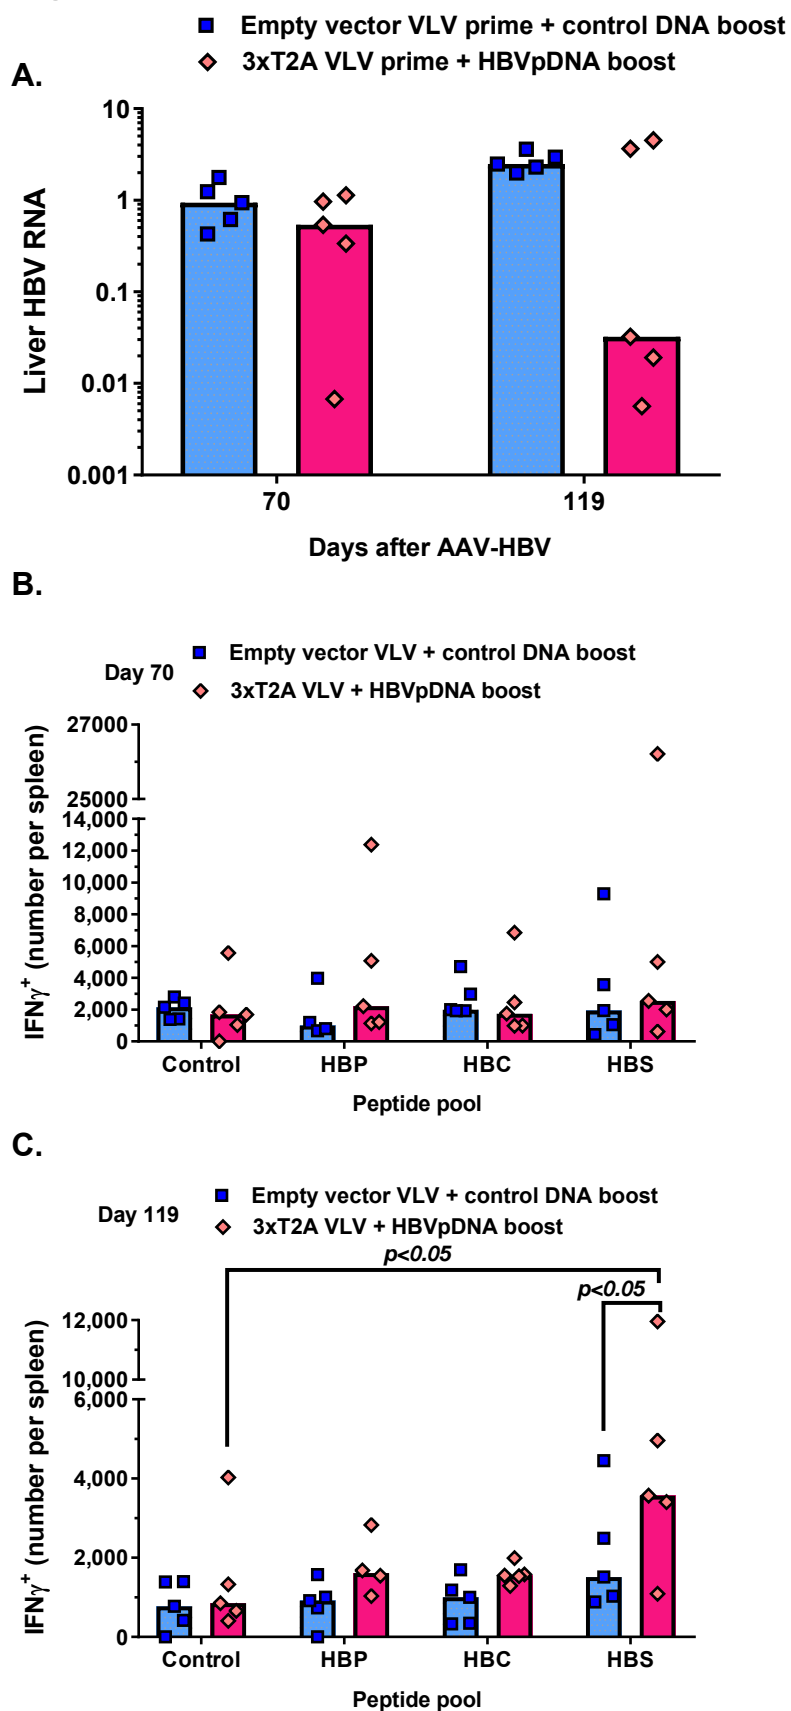 Empty vector VLV prime + control DNA boost
3xT2A VLV prime + HBVpDNA boost
A.
10
1
0.1
0.01
0.001
Liver HBV RNA
70
119
Days after AAV-HBV
B.
Day 70
Empty vector VLV + control DNA boost
3xT2A VLV + HBVpDNA boost
27000
25000
14,000
12,000
10,000
8,000
6,000
4,000
2,000
0
IFNγ⁺ (number per spleen)
Control
HBP
HBC
HBS
Peptide pool
C.
Day 119
Empty vector VLV + control DNA boost
3xT2A VLV + HBVpDNA boost
p<0.05
p<0.05
12,000
10,000
6,000
4,000
2,000
0
IFNγ⁺ (number per spleen)
Control
HBP
HBC
HBS
Peptide pool